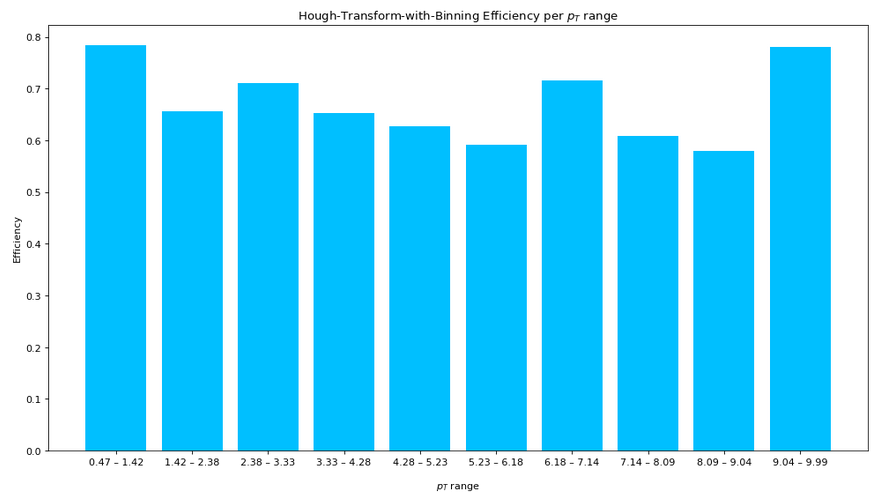 Hough-Transform-with-Binning Efficiency per pT range
Efficiency
0.8
0.7
0.6
0.5
0.4
0.3
0.2
0.1
0.0
0.47 – 1.42 1.42 – 2.38 2.38 – 3.33 3.33 – 4.28 4.28 – 5.23 5.23 – 6.18 6.18 – 7.14 7.14 – 8.09 8.09 – 9.04 9.04 – 9.99
pT range